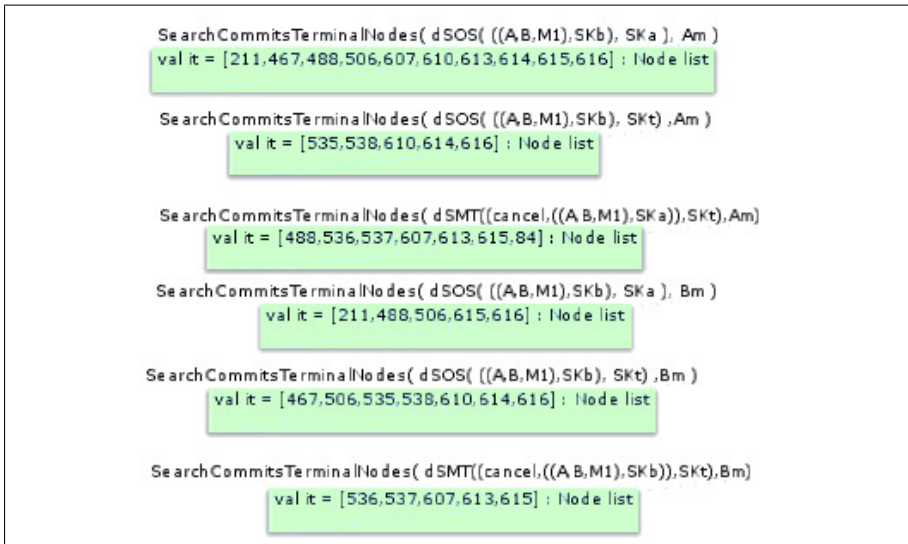 SearchCommitsTerminalNodes( dSOS( ((A,B,M1),SKb), SKa ), Am )
val it = [211,467,488,506,607,610,613,614,615,616] : Node list
SearchCommitsTerminalNodes( dSOS( ((A,B,M1),SKb), SKt) ,Am )
val it = [535,538,610,614,616] : Node list
SearchCommitsTerminalNodes( dSMT((cancel,((A,B,M1),SKa)),SKt),Am)
val it = [488,536,537,607,613,615,84] : Node list
SearchCommitsTerminalNodes( dSOS( ((A,B,M1),SKb), SKa ), Bm )
val it = [211,488,506,615,616] : Node list
SearchCommitsTerminalNodes( dSOS( ((A,B,M1),SKb), SKt) ,Bm )
val it = [467,506,535,538,610,614,616] : Node list
SearchCommitsTerminalNodes( dSMT((cancel,((A,B,M1),SKb)),SKt),Bm)
val it = [536,537,607,613,615] : Node list